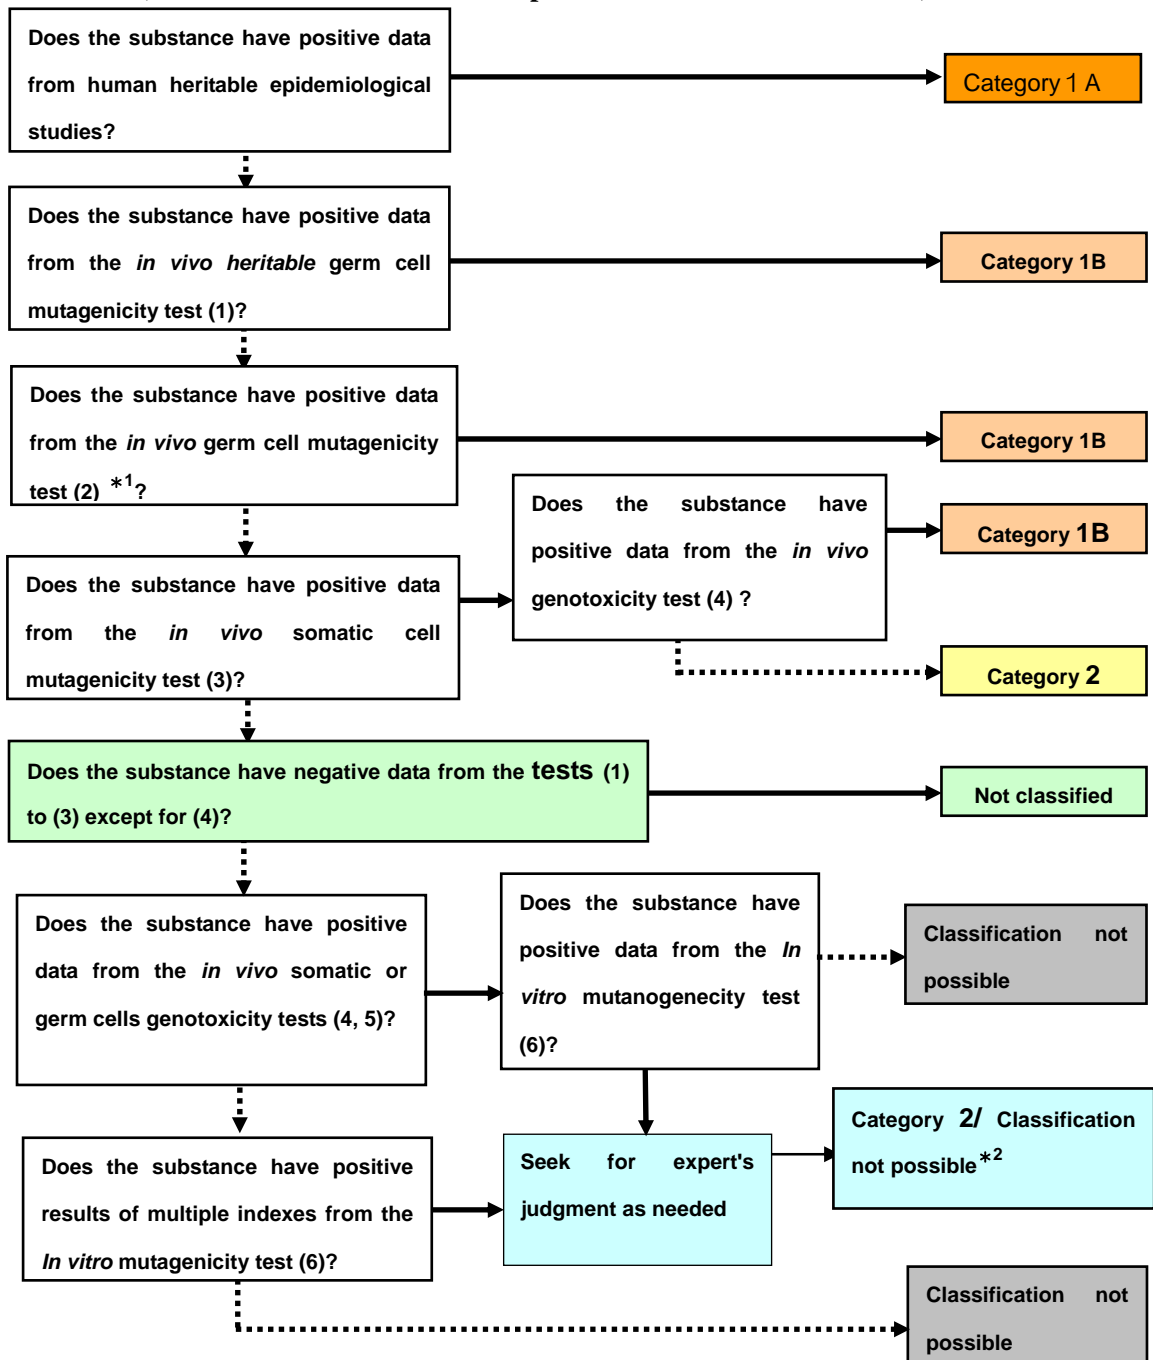 Does the substance have positive data
from human heritable epidemiological
studies?
Category 1 A
Does the substance have positive data
from the in vivo heritable germ cell
mutagenicity test (1)?
Category 1B
Does the substance have positive data
from the in vivo germ cell mutagenicity
test (2) *1?
Category 1B
Does the substance have
positive data from the in vivo
genotoxicity test (4) ?
Category 1B
Does the substance have positive data
from the in vivo somatic cell
mutagenicity test (3)?
Category 2
Does the substance have negative data from the tests (1)
to (3) except for (4)?
Not classified
Does the substance have positive
data from the in vivo somatic or
germ cells genotoxicity tests (4, 5)?
Does the substance have
positive data from the In
vitro mutanogenecity test
(6)?
Classification not
possible
Does the substance have positive
results of multiple indexes from the
In vitro mutagenicity test (6)?
Seek for expert's
judgment as needed
Category 2/ Classification
not possible*2
Classification not
possible